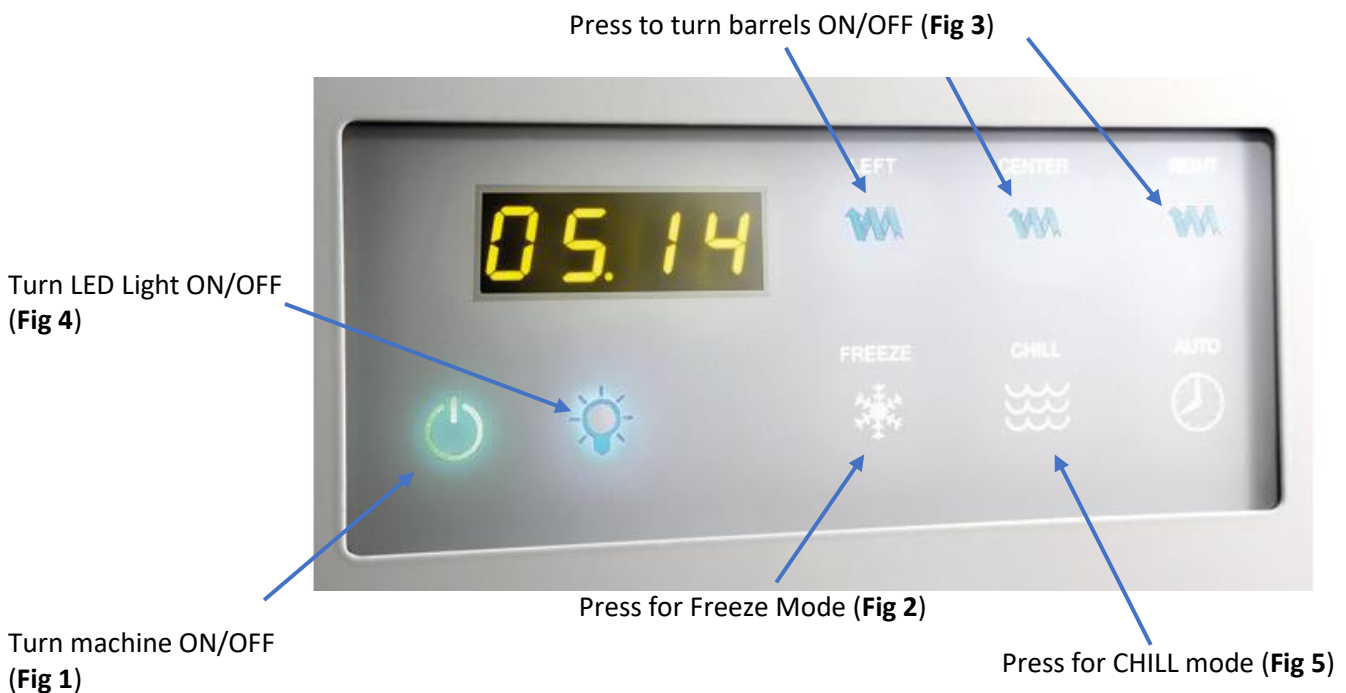 Press to turn barrels ON/OFF (Fig 3)
LEFT CENTER RIGHT
05.14
Turn LED Light ON/OFF
(Fig 4)
FREEZE CHILL AUTO
Press for Freeze Mode (Fig 2)
Turn machine ON/OFF
(Fig 1)
Press for CHILL mode (Fig 5)